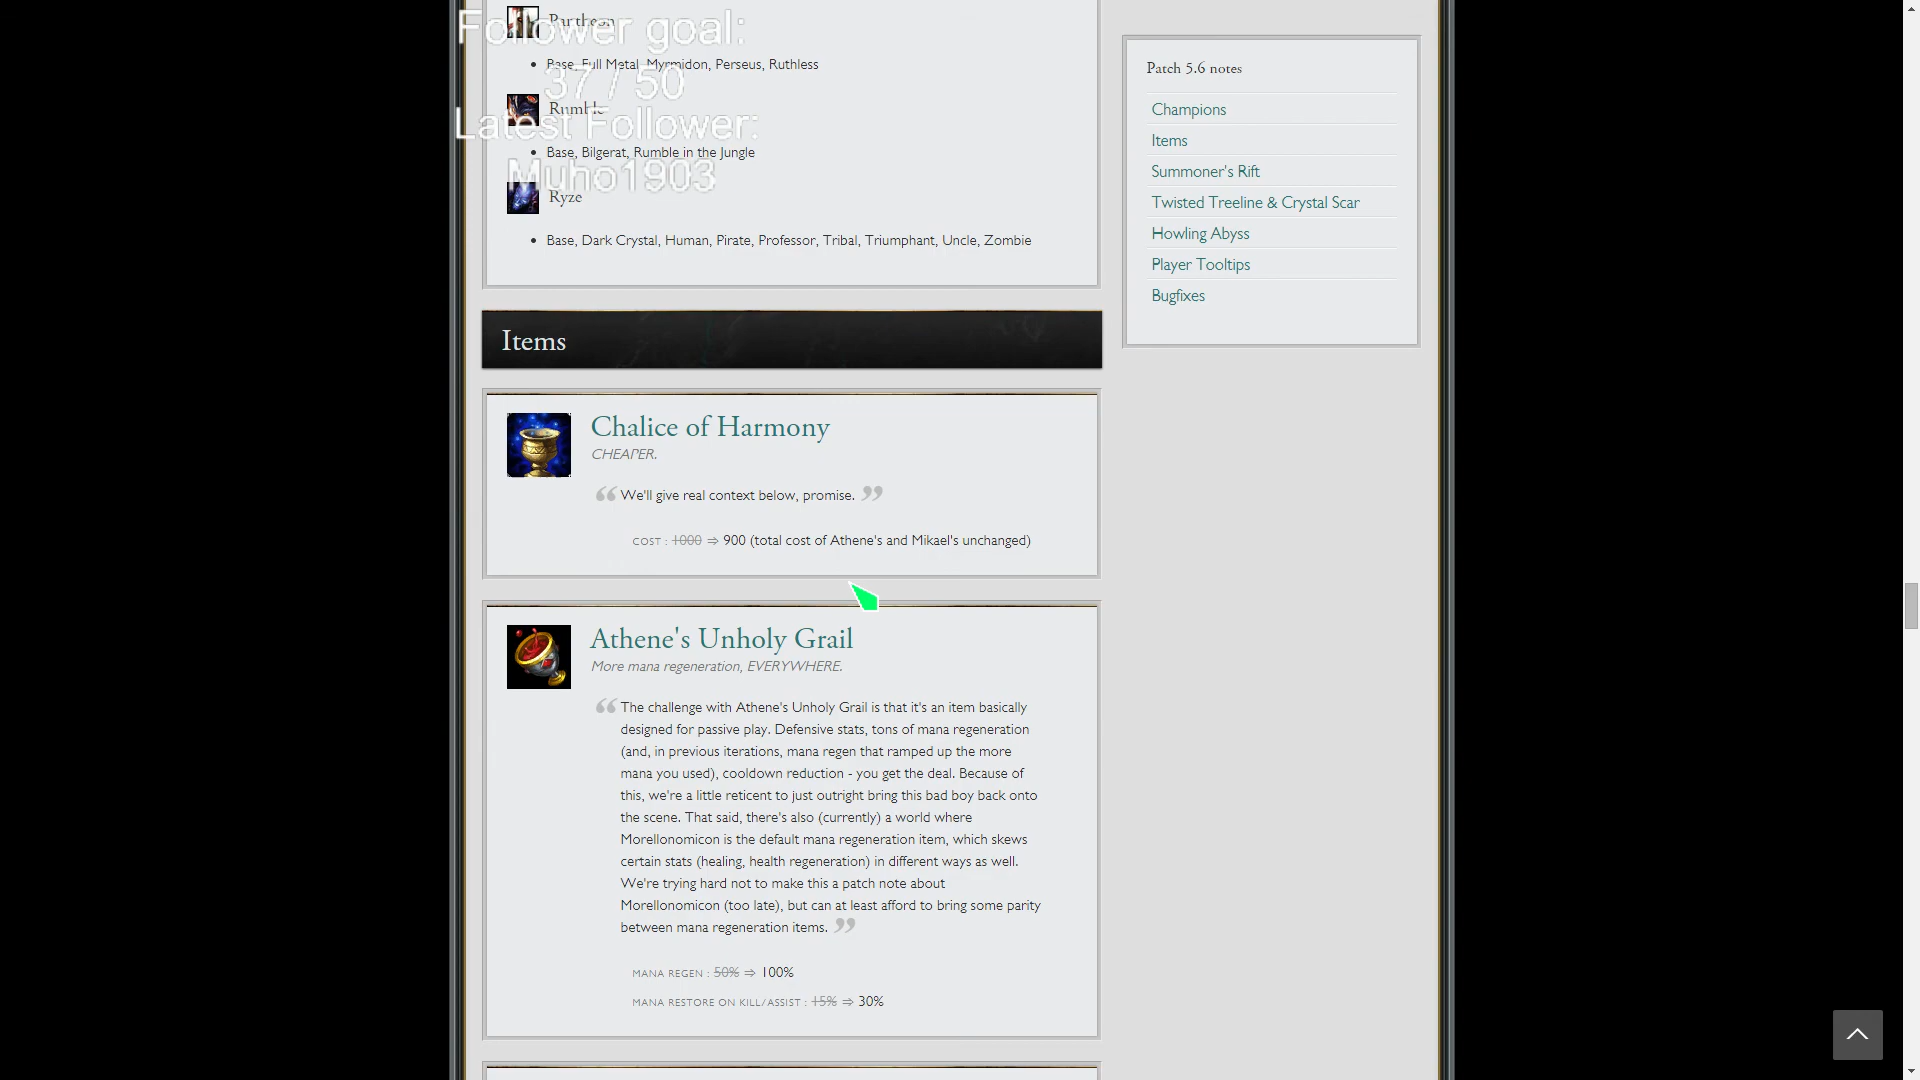 Follower goal:
37 / 50
Latest Follower:
Muho1903
Pantheon
Base, Full Metal, Myrmidon, Perseus, Ruthless
Rumble
Base, Bilgerat, Rumble in the Jungle
Ryze
Base, Dark Crystal, Human, Pirate, Professor, Tribal, Triumphant, Uncle, Zombie
Items
Chalice of Harmony
CHEAPER.
“ We'll give real context below, promise. ”
COST : 1000 ⇒ 900 (total cost of Athene's and Mikael's unchanged)
Athene's Unholy Grail
More mana regeneration, EVERYWHERE.
“ The challenge with Athene's Unholy Grail is that it's an item basically
designed for passive play. Defensive stats, tons of mana regeneration
(and, in previous iterations, mana regen that ramped up the more
mana you used), cooldown reduction - you get the deal. Because of
this, we're a little reticent to just outright bring this bad boy back onto
the scene. That said, there's also (currently) a world where
Morellonomicon is the default mana regeneration item, which skews
certain stats (healing, health regeneration) in different ways as well.
We're trying hard not to make this a patch note about
Morellonomicon (too late), but can at least afford to bring some parity
between mana regeneration items. ”
MANA REGEN : 50% ⇒ 100%
MANA RESTORE ON KILL/ASSIST : 15% ⇒ 30%
Patch 5.6 notes
Champions
Items
Summoner's Rift
Twisted Treeline & Crystal Scar
Howling Abyss
Player Tooltips
Bugfixes